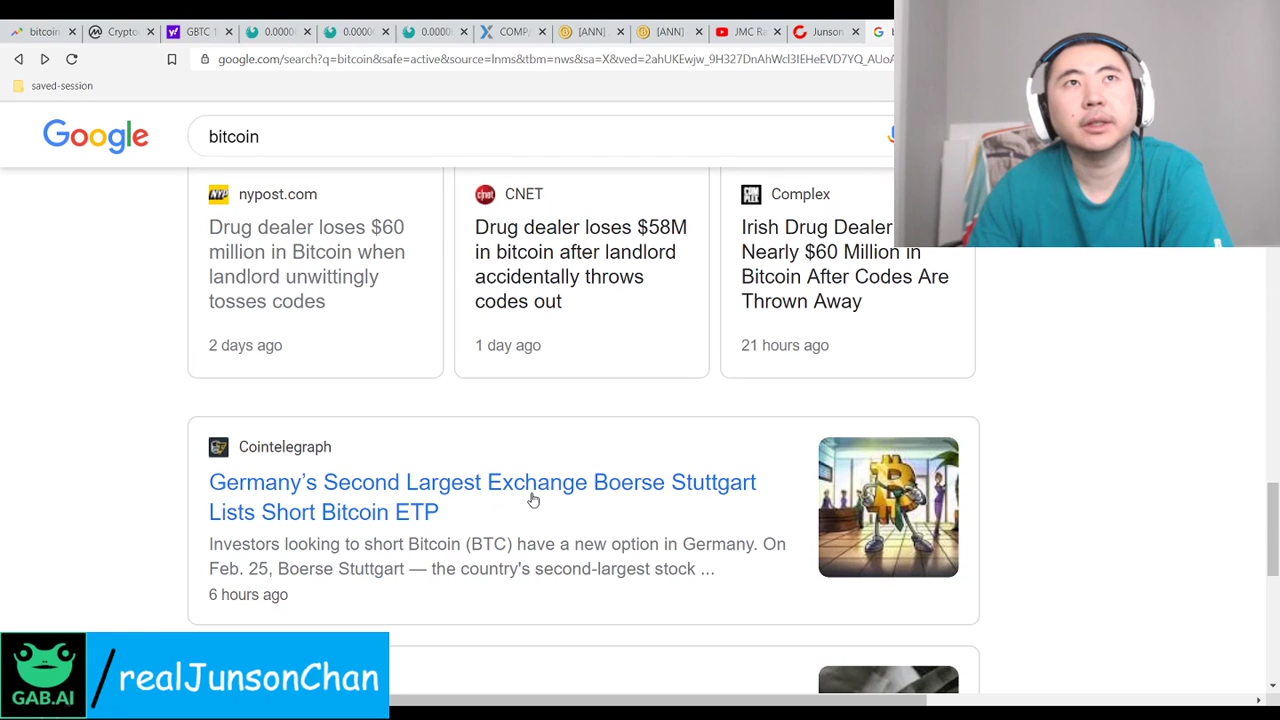 bitcoin
Crypto
GBTC
0.0000
0.000
0.0000
COMP
[ANN]
[ANN]
JMC Ra
Junson
google.com/search?q=bitcoin&safe=active&source=lnms&tbm=nws&sa=X&ved=2ahUKEwjw_9H327DnAhWcl3IEHeEVD7YQ_AUoA
saved-session
Google
bitcoin
nypost.com
Drug dealer loses $60
million in Bitcoin when
landlord unwittingly
tosses codes
2 days ago
CNET
Drug dealer loses $58M
in bitcoin after landlord
accidentally throws
codes out
1 day ago
Complex
Irish Drug Dealer
Nearly $60 Million in
Bitcoin After Codes Are
Thrown Away
21 hours ago
Cointelegraph
Germany’s Second Largest Exchange Boerse Stuttgart
Lists Short Bitcoin ETP
Investors looking to short Bitcoin (BTC) have a new option in Germany. On
Feb. 25, Boerse Stuttgart — the country's second-largest stock ...
6 hours ago
GAB.AI
/realJunsonChan